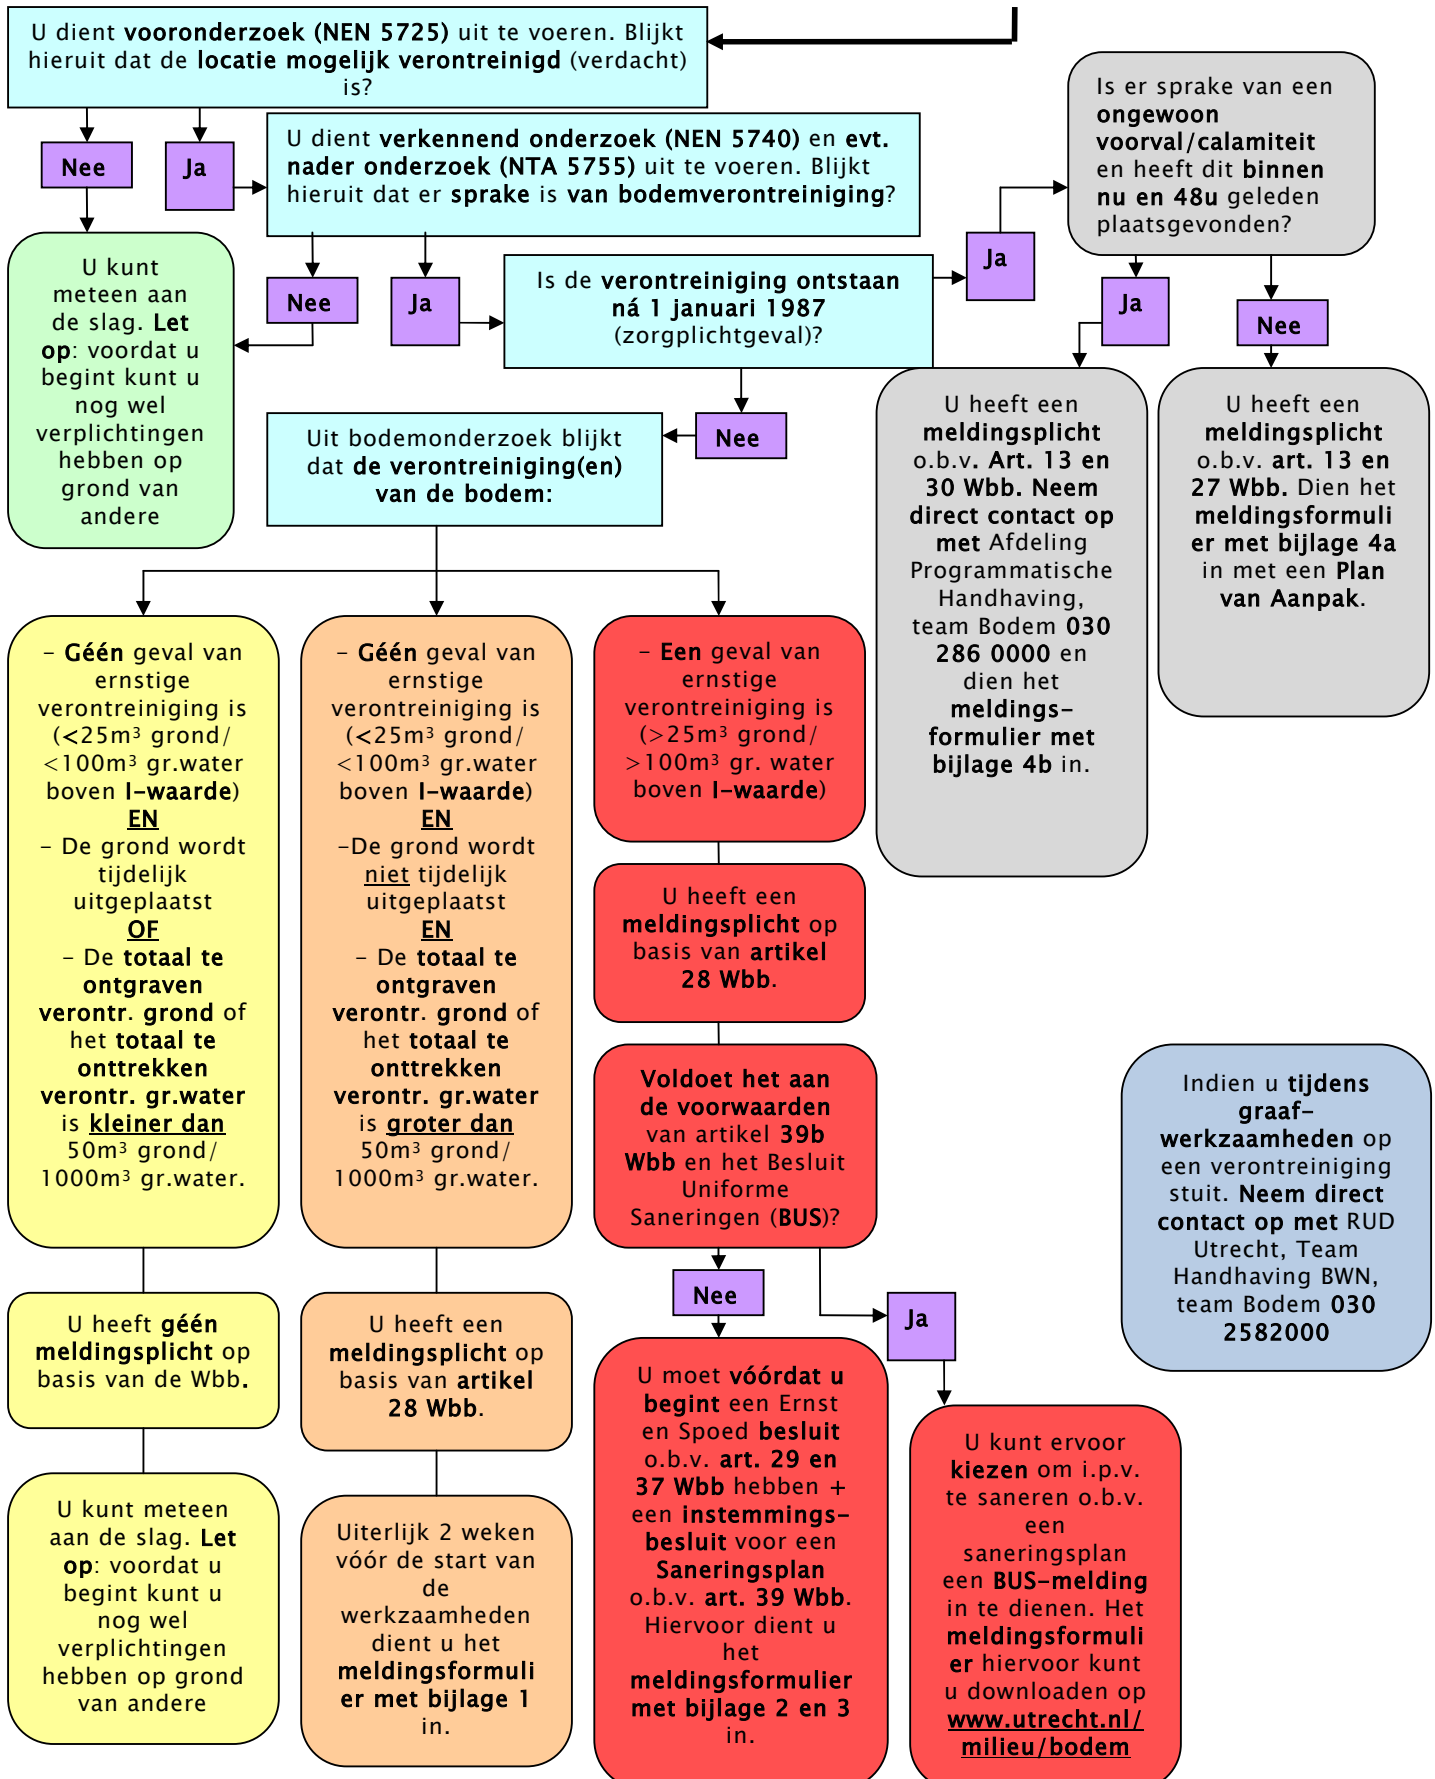 U dient vooronderzoek (NEN 5725) uit te voeren. Blijkt
hieruit dat de locatie mogelijk verontreinigd (verdacht)
is?
Nee
Ja
U dient verkennend onderzoek (NEN 5740) en evt.
nader onderzoek (NTA 5755) uit te voeren. Blijkt
hieruit dat er sprake is van bodemverontreiniging?
Is er sprake van een
ongewoon
voorval/calamiteit
en heeft dit binnen
nu en 48u geleden
plaatsgevonden?
U kunt
meteen aan
de slag. Let
op: voordat u
begint kunt u
nog wel
verplichtingen
hebben op
grond van
andere
Nee
Ja
Is de verontreiniging ontstaan
ná 1 januari 1987
(zorgplichtgeval)?
Ja
Ja
Nee
Nee
Uit bodemonderzoek blijkt
dat de verontreiniging(en)
van de bodem:
U heeft een
meldingsplicht
o.b.v. Art. 13 en
30 Wbb. Neem
direct contact op
met Afdeling
Programmatische
Handhaving,
team Bodem 030
286 0000 en
dien het
meldings-
formulier met
bijlage 4b in.
U heeft een
meldingsplicht
o.b.v. art. 13 en
27 Wbb. Dien het
meldingsformuli
er met bijlage 4a
in met een Plan
van Aanpak.
- Géén geval van
ernstige
verontreiniging is
(<25m³ grond/
<100m³ gr.water
boven I-waarde)
EN
- De grond wordt
tijdelijk
uitgeplaatst
OF
- De totaal te
ontgraven
verontr. grond of
het totaal te
onttrekken
verontr. gr.water
is kleiner dan
50m³ grond/
1000m³ gr.water.
- Géén geval van
ernstige
verontreiniging is
(<25m³ grond/
<100m³ gr.water
boven I-waarde)
EN
-De grond wordt
niet tijdelijk
uitgeplaatst
EN
- De totaal te
ontgraven
verontr. grond of
het totaal te
onttrekken
verontr. gr.water
is groter dan
50m³ grond/
1000m³ gr.water.
- Een geval van
ernstige
verontreiniging is
(>25m³ grond/
>100m³ gr. water
boven I-waarde)
U heeft een
meldingsplicht op
basis van artikel
28 Wbb.
Voldoet het aan
de voorwaarden
van artikel 39b
Wbb en het Besluit
Uniforme
Saneringen (BUS)?
Indien u tijdens
graaf-
werkzaamheden op
een verontreiniging
stuit. Neem direct
contact op met RUD
Utrecht, Team
Handhaving BWN,
team Bodem 030
2582000
Nee
Ja
U heeft géén
meldingsplicht op
basis van de Wbb.
U heeft een
meldingsplicht op
basis van artikel
28 Wbb.
U moet vóórdat u
begint een Ernst
en Spoed besluit
o.b.v. art. 29 en
37 Wbb hebben +
een instemmings-
besluit voor een
Saneringsplan
o.b.v. art. 39 Wbb.
Hiervoor dient u
het
meldingsformulier
met bijlage 2 en 3
in.
U kunt ervoor
kiezen om i.p.v.
te saneren o.b.v.
een
saneringsplan
een BUS-melding
in te dienen. Het
meldingsformuli
er hiervoor kunt
u downloaden op
www.utrecht.nl/
milieu/bodem
U kunt meteen
aan de slag. Let
op: voordat u
begint kunt u
nog wel
verplichtingen
hebben op grond
van andere
Uiterlijk 2 weken
vóór de start van
de
werkzaamheden
dient u het
meldingsformuli
er met bijlage 1
in.